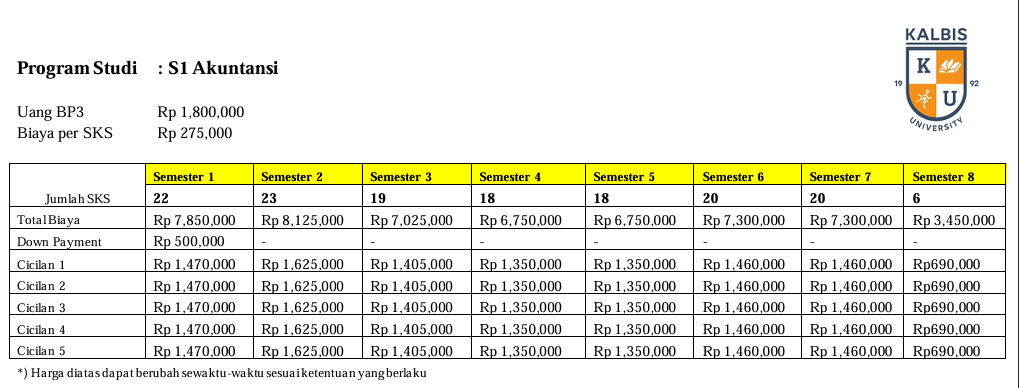 KALBIS
K
19
92
U
UNIVERSITY
Program Studi : S1 Akuntansi
Uang BP3 Rp 1,800,000
Biaya per SKS Rp 275,000
Semester 1 Semester 2 Semester 3 Semester 4 Semester 5 Semester 6 Semester 7 Semester 8
Jumlah SKS 22 23 19 18 18 20 20 6
Total Biaya Rp 7,850,000 Rp 8,125,000 Rp 7,025,000 Rp 6,750,000 Rp 6,750,000 Rp 7,300,000 Rp 7,300,000 Rp 3,450,000
Down Payment Rp 500,000 - - - - - - -
Cicilan 1 Rp 1,470,000 Rp 1,625,000 Rp 1,405,000 Rp 1,350,000 Rp 1,350,000 Rp 1,460,000 Rp 1,460,000 Rp690,000
Cicilan 2 Rp 1,470,000 Rp 1,625,000 Rp 1,405,000 Rp 1,350,000 Rp 1,350,000 Rp 1,460,000 Rp 1,460,000 Rp690,000
Cicilan 3 Rp 1,470,000 Rp 1,625,000 Rp 1,405,000 Rp 1,350,000 Rp 1,350,000 Rp 1,460,000 Rp 1,460,000 Rp690,000
Cicilan 4 Rp 1,470,000 Rp 1,625,000 Rp 1,405,000 Rp 1,350,000 Rp 1,350,000 Rp 1,460,000 Rp 1,460,000 Rp690,000
Cicilan 5 Rp 1,470,000 Rp 1,625,000 Rp 1,405,000 Rp 1,350,000 Rp 1,350,000 Rp 1,460,000 Rp 1,460,000 Rp690,000
*) Harga diatas dapat berubah sewaktu-waktu sesuai ketentuan yang berlaku